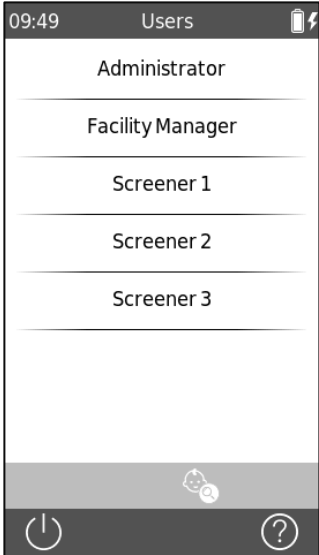 09:49 Users
Administrator
Facility Manager
Screener 1
Screener 2
Screener 3
?